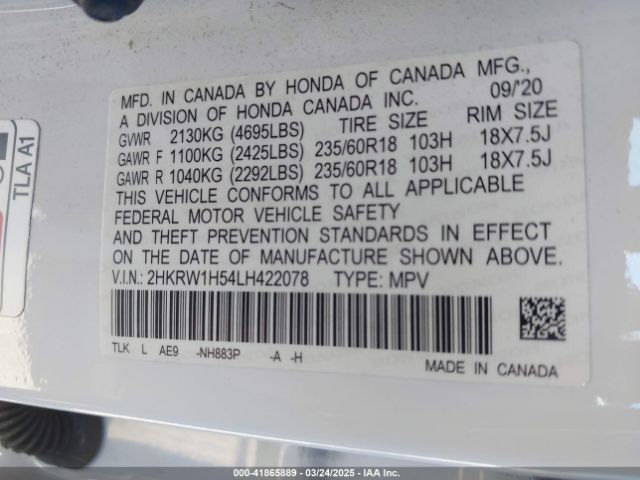 MFD. IN CANADA BY HONDA OF CANADA MFG.,
A DIVISION OF HONDA CANADA INC. 09/'20
GVWR 2130KG (4695LBS) TIRE SIZE RIM SIZE
GAWR F 1100KG (2425LBS) 235/60R18 103H 18X7.5J
GAWR R 1040KG (2292LBS) 235/60R18 103H 18X7.5J
THIS VEHICLE CONFORMS TO ALL APPLICABLE
FEDERAL MOTOR VEHICLE SAFETY
AND THEFT PREVENTION STANDARDS IN EFFECT
ON THE DATE OF MANUFACTURE SHOWN ABOVE.
V.I.N.: 2HKRW1H54LH422078 TYPE: MPV
TLK L AE9 -NH883P -A -H
MADE IN CANADA
TLA A1
000-41865889 - 03/24/2025 - IAA Inc.